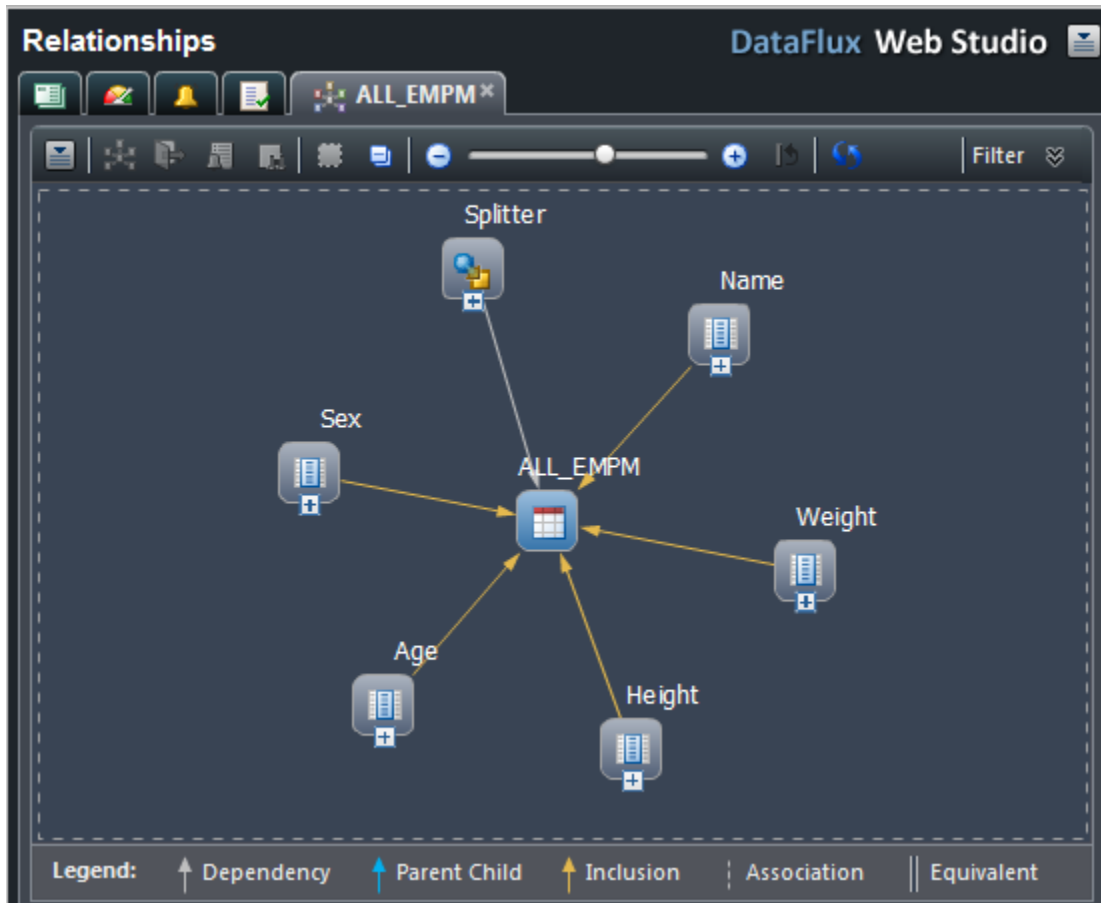 Relationships
DataFlux Web Studio
ALL_EMPM
Filter
Splitter
Name
Sex
ALL_EMPM
Weight
Age
Height
Legend: Dependency Parent Child Inclusion Association Equivalent